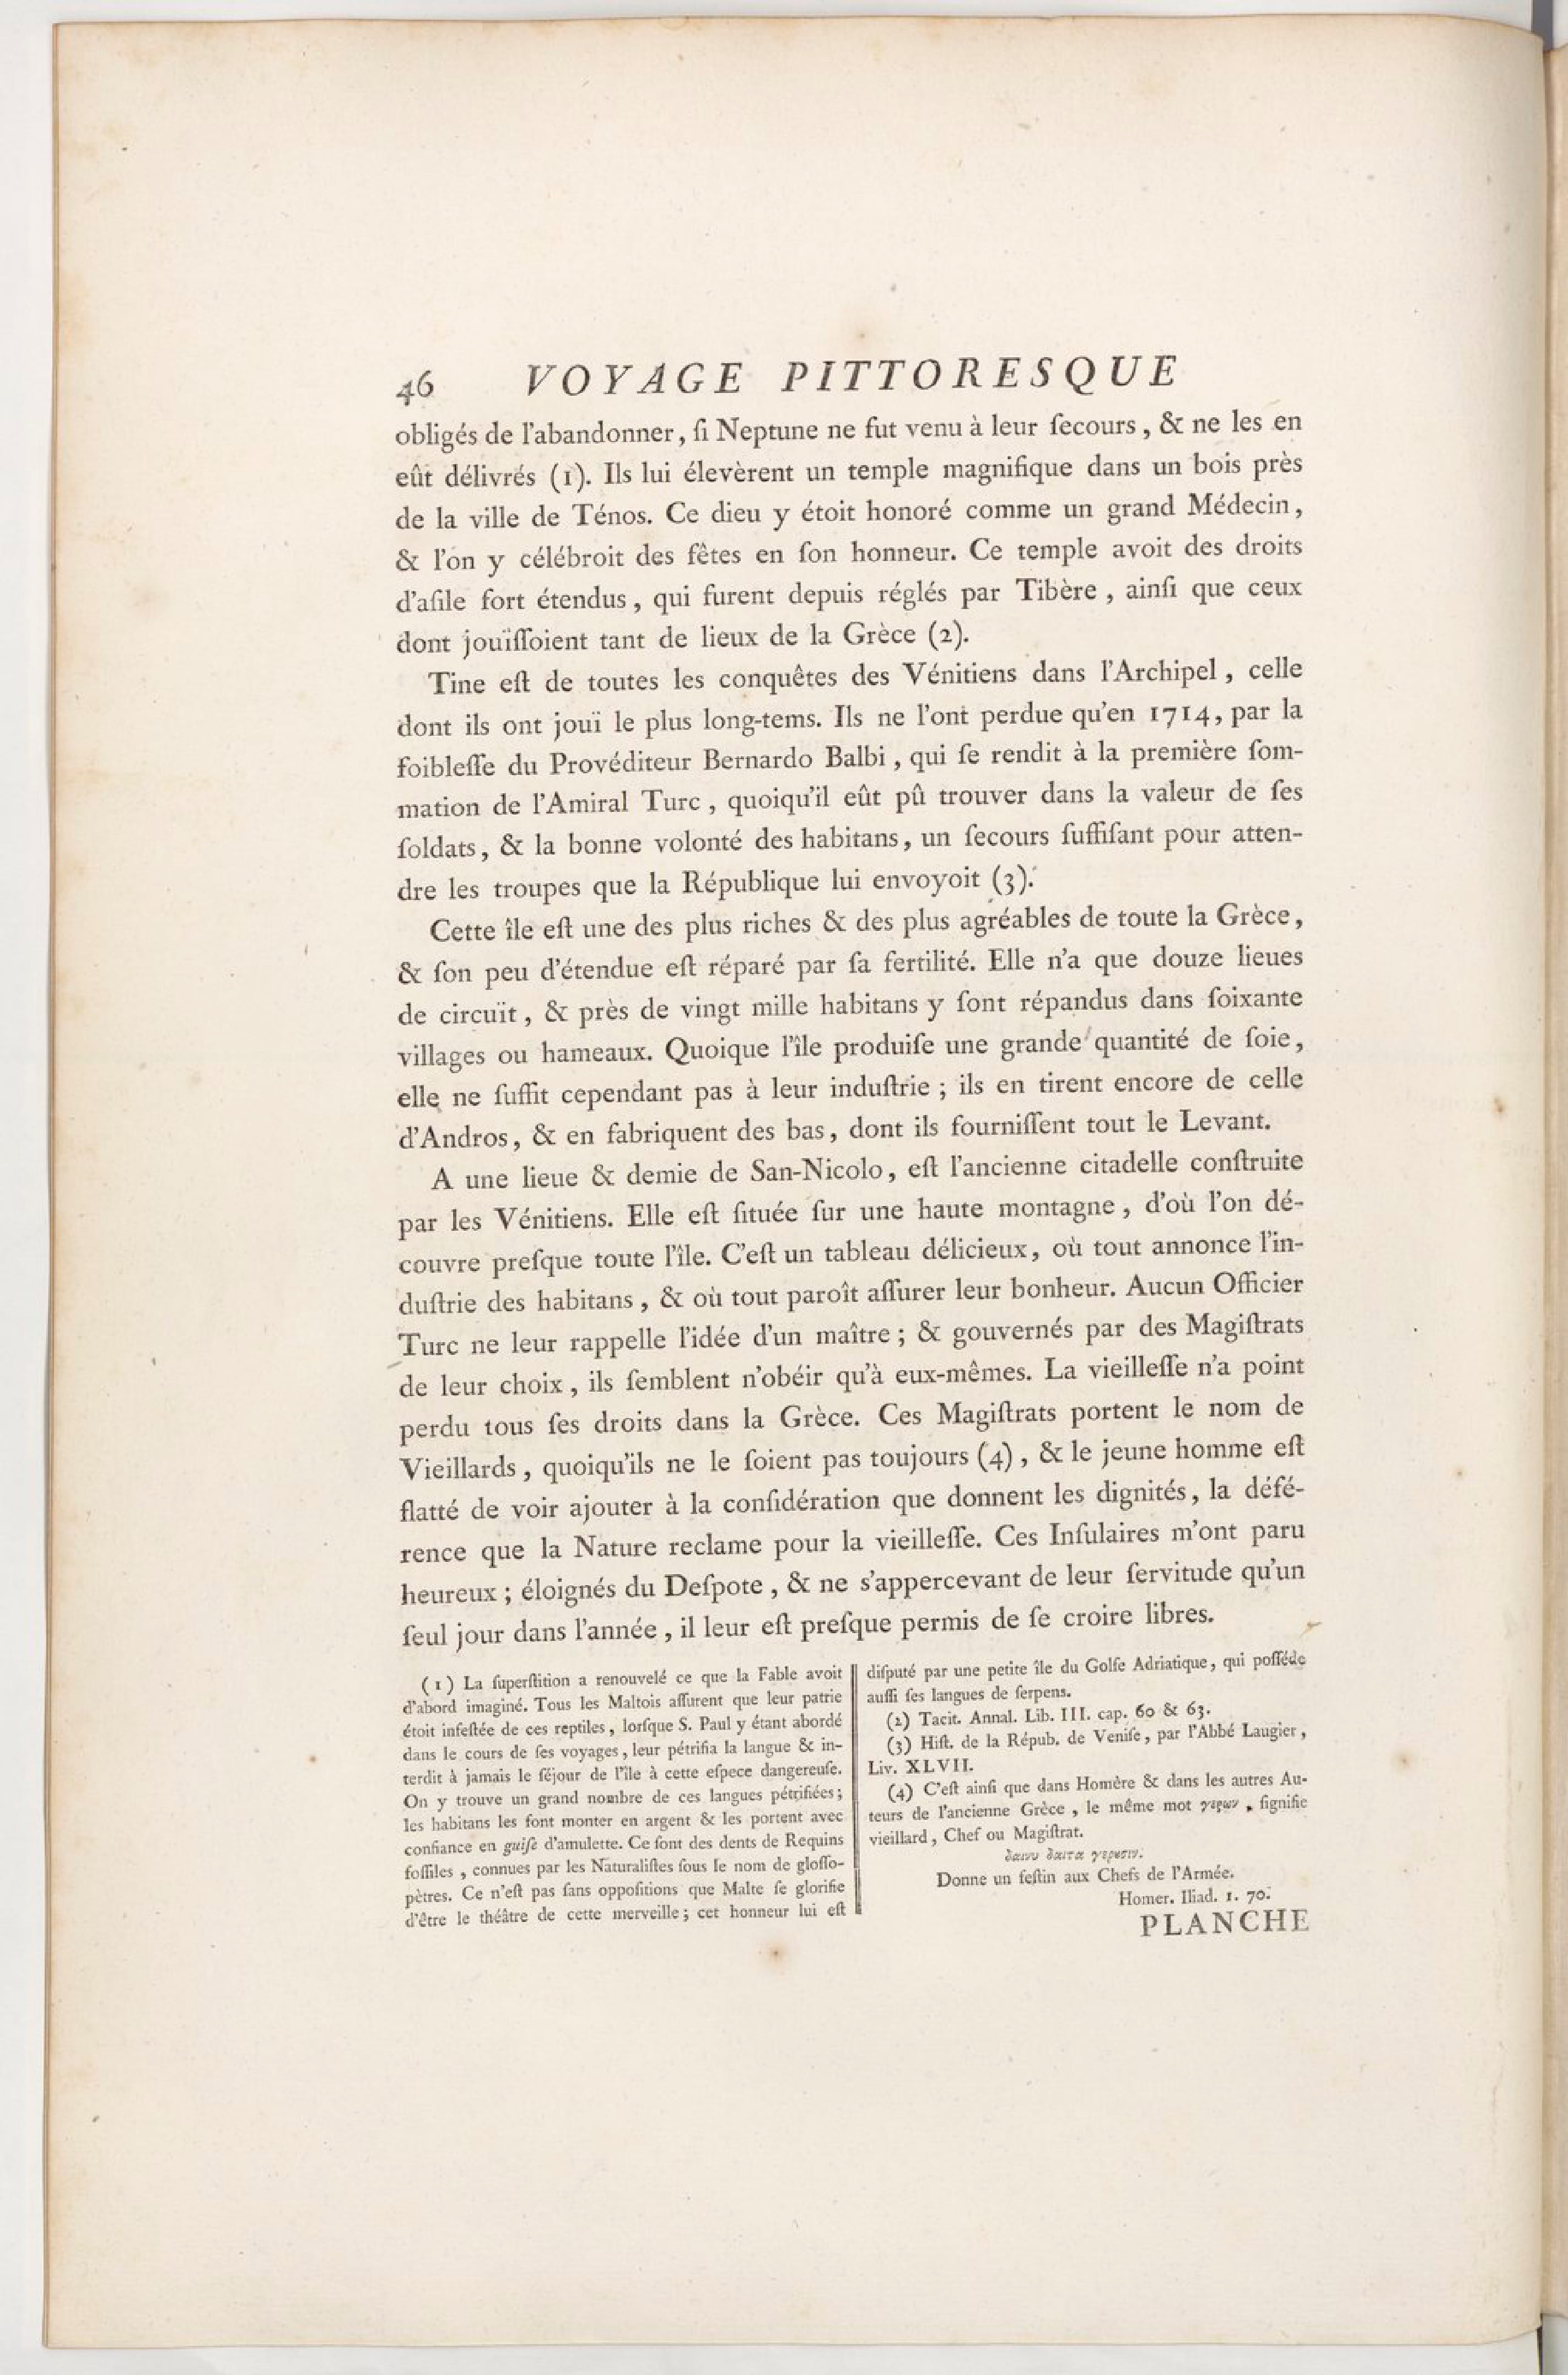 46 VOYAGE PITTORESQUE
obligés de l'abandonner, ſi Neptune ne fut venu à leur ſecours, & ne les en
eût délivrés (1). Ils lui élevèrent un temple magnifique dans un bois près
de la ville de Ténos. Ce dieu y étoit honoré comme un grand Médecin,
& l'on y célébroit des fêtes en ſon honneur. Ce temple avoit des droits
d'aſile fort étendus, qui furent depuis réglés par Tibère, ainſi que ceux
dont jouïſſoient tant de lieux de la Grèce (2).
Tine eſt de toutes les conquêtes des Vénitiens dans l'Archipel, celle
dont ils ont jouï le plus long-tems. Ils ne l'ont perdue qu'en 1714, par la
foibleſſe du Provéditeur Bernardo Balbi, qui ſe rendit à la première ſom-
mation de l'Amiral Turc, quoiqu'il eût pû trouver dans la valeur de ſes
ſoldats, & la bonne volonté des habitans, un ſecours ſuffiſant pour atten-
dre les troupes que la République lui envoyoit (3).
Cette île eſt une des plus riches & des plus agréables de toute la Grèce,
& ſon peu d'étendue eſt réparé par ſa fertilité. Elle n'a que douze lieues
de circuït, & près de vingt mille habitans y ſont répandus dans ſoixante
villages ou hameaux. Quoique l'île produiſe une grande quantité de ſoie,
elle ne ſuffit cependant pas à leur induſtrie; ils en tirent encore de celle
d'Andros, & en fabriquent des bas, dont ils fourniſſent tout le Levant.
A une lieue & demie de San-Nicolo, eſt l'ancienne citadelle conſtruite
par les Vénitiens. Elle eſt ſituée ſur une haute montagne, d'où l'on dé-
couvre preſque toute l'île. C'eſt un tableau délicieux, où tout annonce l'in-
duſtrie des habitans, & où tout paroît aſſurer leur bonheur. Aucun Officier
Turc ne leur rappelle l'idée d'un maître; & gouvernés par des Magiſtrats
de leur choix, ils ſemblent n'obéir qu'à eux-mêmes. La vieilleſſe n'a point
perdu tous ſes droits dans la Grèce. Ces Magiſtrats portent le nom de
Vieillards, quoiqu'ils ne le ſoient pas toujours (4), & le jeune homme eſt
flatté de voir ajouter à la conſidération que donnent les dignités, la défé-
rence que la Nature reclame pour la vieilleſſe. Ces Inſulaires m'ont paru
heureux; éloignés du Deſpote, & ne s'appercevant de leur ſervitude qu'un
ſeul jour dans l'année, il leur eſt preſque permis de ſe croire libres.
(1) La ſuperſtition a renouvelé ce que la Fable avoit
d'abord imaginé. Tous les Maltois aſſurent que leur patrie
étoit infeſtée de ces reptiles, lorſque S. Paul y étant abordé
dans le cours de ſes voyages, leur pétrifia la langue & in-
terdit à jamais le ſéjour de l'île à cette eſpece dangereuſe.
On y trouve un grand nombre de ces langues pétrifiées;
les habitans les font monter en argent & les portent avec
confiance en guiſe d'amulette. Ce ſont des dents de Requins
foſſiles, connues par les Naturaliſtes ſous le nom de gloſſo-
pètres. Ce n'eſt pas ſans oppoſitions que Malte ſe glorifie
d'être le théâtre de cette merveille; cet honneur lui eſt
diſputé par une petite île du Golfe Adriatique, qui poſſéde
auſſi ſes langues de ſerpens.
(2) Tacit. Annal. Lib. III. cap. 60 & 63.
(3) Hiſt. de la Répub. de Veniſe, par l'Abbé Laugier,
Liv. XLVII.
(4) C'eſt ainſi que dans Homère & dans les autres Au-
teurs de l'ancienne Grèce, le même mot γερων, ſignifie
vieillard, Chef ou Magiſtrat.
δαινυ δαιτα γερουσιν.
Donne un feſtin aux Chefs de l'Armée.
Homer. Iliad. 1. 70.
PLANCHE